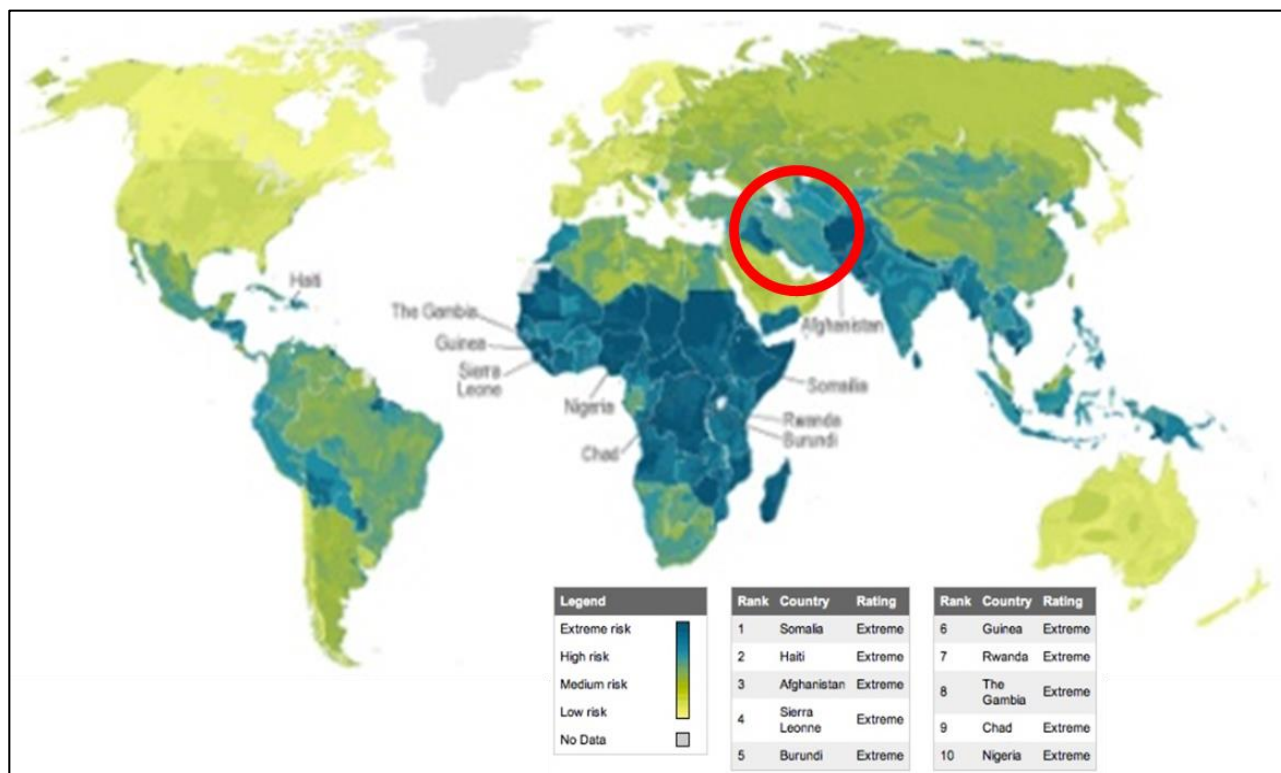 Haiti
The Gambia
Guinea
Sierra
Leone
Nigeria
Chad
Afghanistan
Somailia
Rwanda
Burundi
Legend
Extreme risk
High risk
Medium risk
Low risk
No Data
Rank Country Rating
1 Somalia Extreme
2 Haiti Extreme
3 Afghanistan Extreme
4 Sierra Leonne Extreme
5 Burundi Extreme
Rank Country Rating
6 Guinea Extreme
7 Rwanda Extreme
8 The Gambia Extreme
9 Chad Extreme
10 Nigeria Extreme